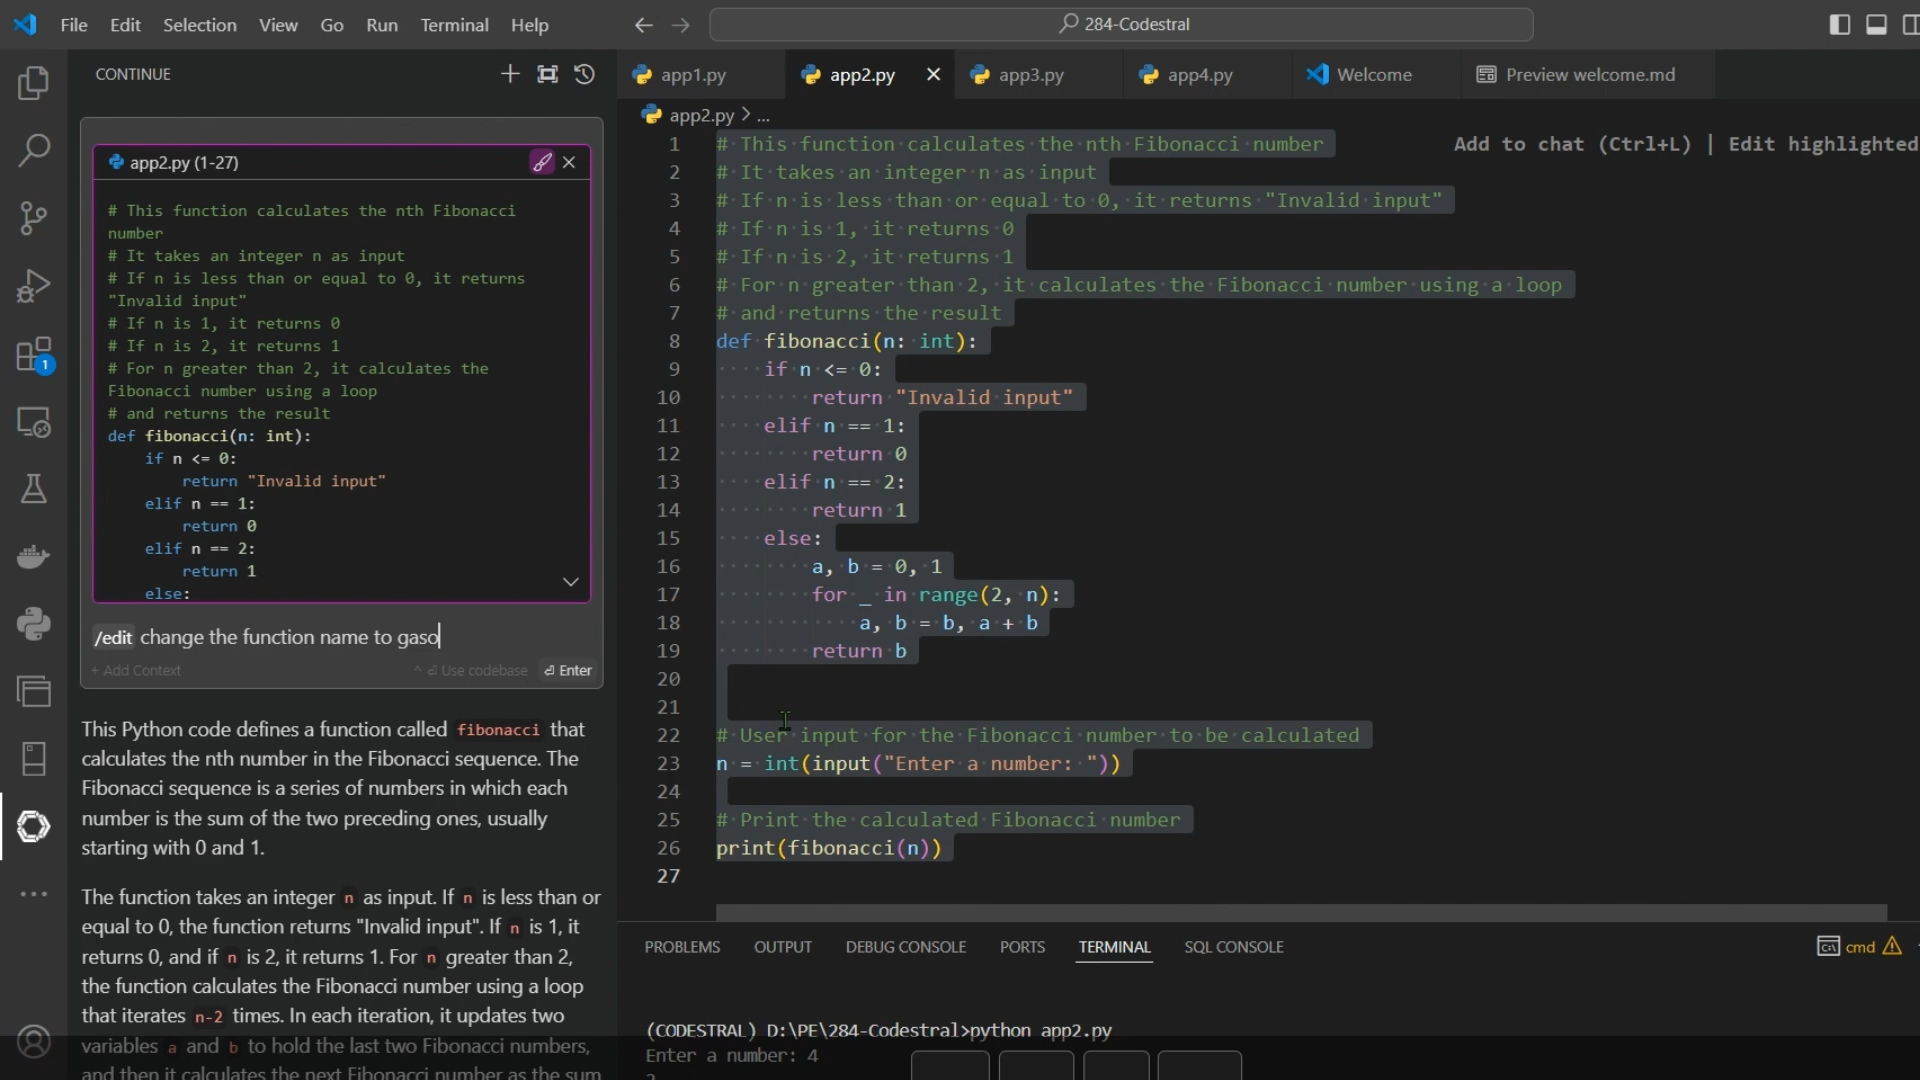 File Edit Selection View Go Run Terminal Help
284-Codestral
CONTINUE
app2.py (1-27)
# This function calculates the nth Fibonacci
number
# It takes an integer n as input
# If n is less than or equal to 0, it returns
"Invalid input"
# If n is 1, it returns 0
# If n is 2, it returns 1
# For n greater than 2, it calculates the
Fibonacci number using a loop
# and returns the result
def fibonacci(n: int):
    if n <= 0:
        return "Invalid input"
    elif n == 1:
        return 0
    elif n == 2:
        return 1
    else:
/edit change the function name to gaso
+ Add Context ^ ⏎ Use codebase ⏎ Enter
This Python code defines a function called fibonacci that
calculates the nth number in the Fibonacci sequence. The
Fibonacci sequence is a series of numbers in which each
number is the sum of the two preceding ones, usually
starting with 0 and 1.
The function takes an integer n as input. If n is less than or
equal to 0, the function returns "Invalid input". If n is 1, it
returns 0, and if n is 2, it returns 1. For n greater than 2,
the function calculates the Fibonacci number using a loop
that iterates n-2 times. In each iteration, it updates two
variables a and b to hold the last two Fibonacci numbers,
and then it calculates the next Fibonacci number as the sum
1
app1.py app2.py app3.py app4.py Welcome Preview welcome.md
app2.py > ...
Add to chat (Ctrl+L) | Edit highlighted
1 # This function calculates the nth Fibonacci number
2 # It takes an integer n as input
3 # If n is less than or equal to 0, it returns "Invalid input"
4 # If n is 1, it returns 0
5 # If n is 2, it returns 1
6 # For n greater than 2, it calculates the Fibonacci number using a loop
7 # and returns the result
8 def fibonacci(n: int):
9     if n <= 0:
10         return "Invalid input"
11     elif n == 1:
12         return 0
13     elif n == 2:
14         return 1
15     else:
16         a, b = 0, 1
17         for _ in range(2, n):
18             a, b = b, a + b
19         return b
20
21
22 # User input for the Fibonacci number to be calculated
23 n = int(input("Enter a number: "))
24
25 # Print the calculated Fibonacci number
26 print(fibonacci(n))
27
PROBLEMS OUTPUT DEBUG CONSOLE PORTS TERMINAL SQL CONSOLE
cmd
(CODESTRAL) D:\PE\284-Codestral>python app2.py
Enter a number: 4